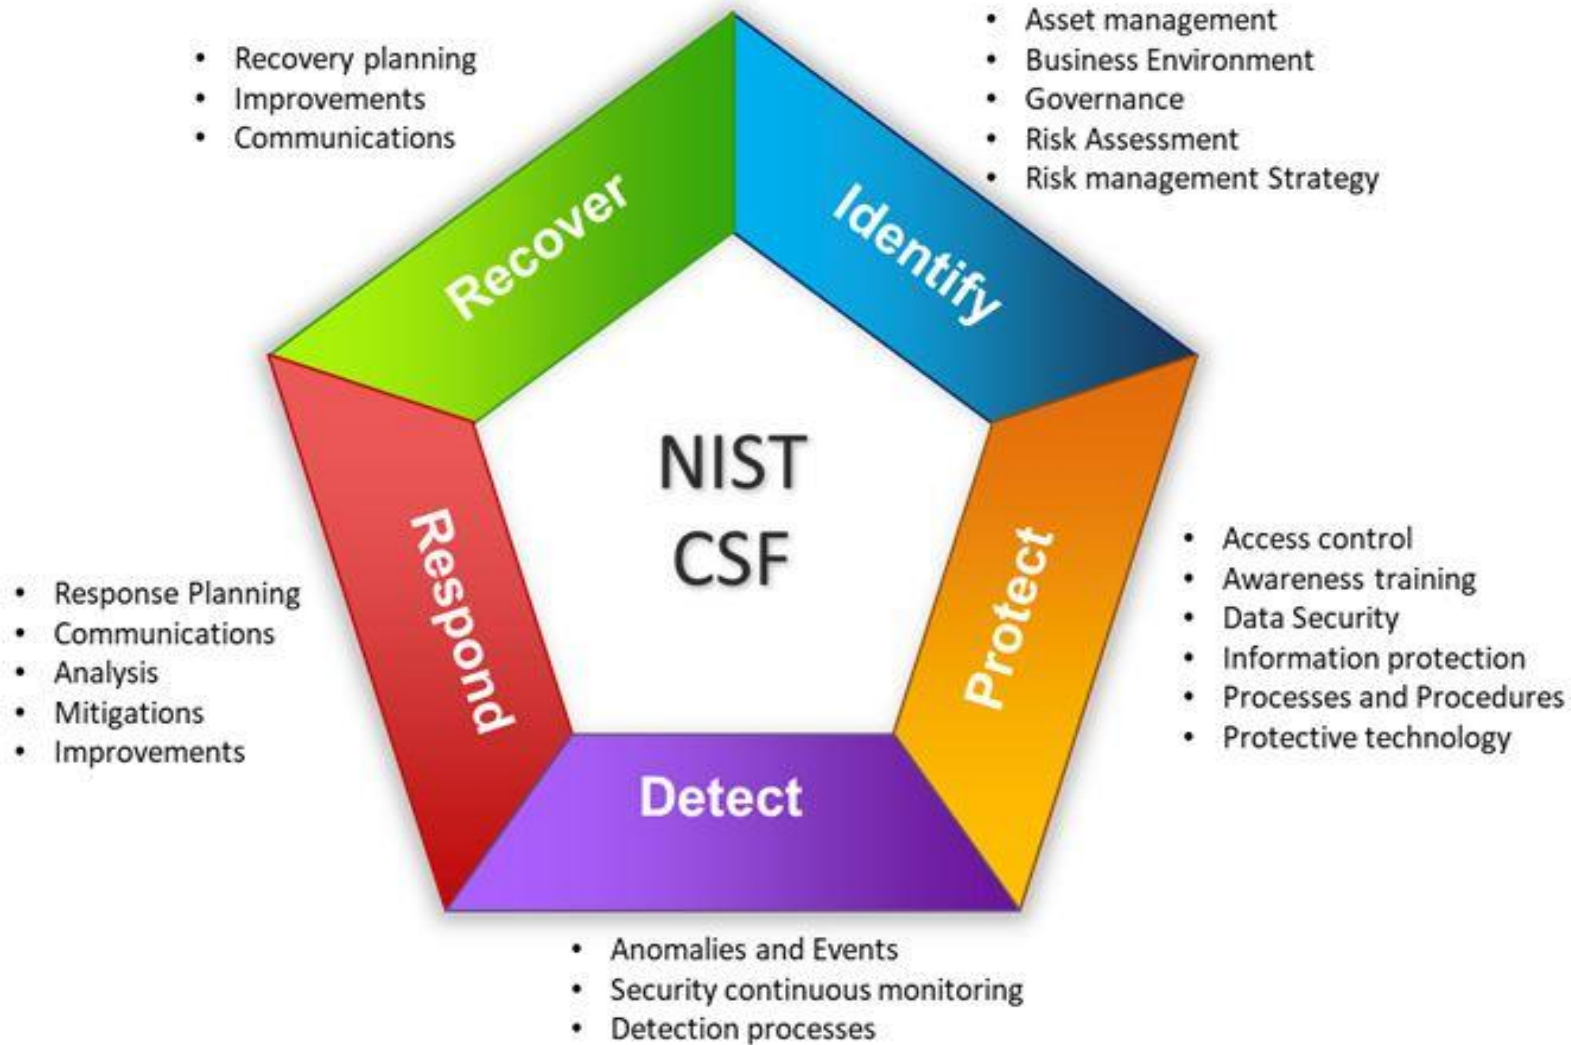 Recovery planning
Improvements
Communications
Asset management
Business Environment
Governance
Risk Assessment
Risk management Strategy
Recover
Identify
NIST
CSF
Respond
Protect
Response Planning
Communications
Analysis
Mitigations
Improvements
Access control
Awareness training
Data Security
Information protection
Processes and Procedures
Protective technology
Detect
Anomalies and Events
Security continuous monitoring
Detection processes